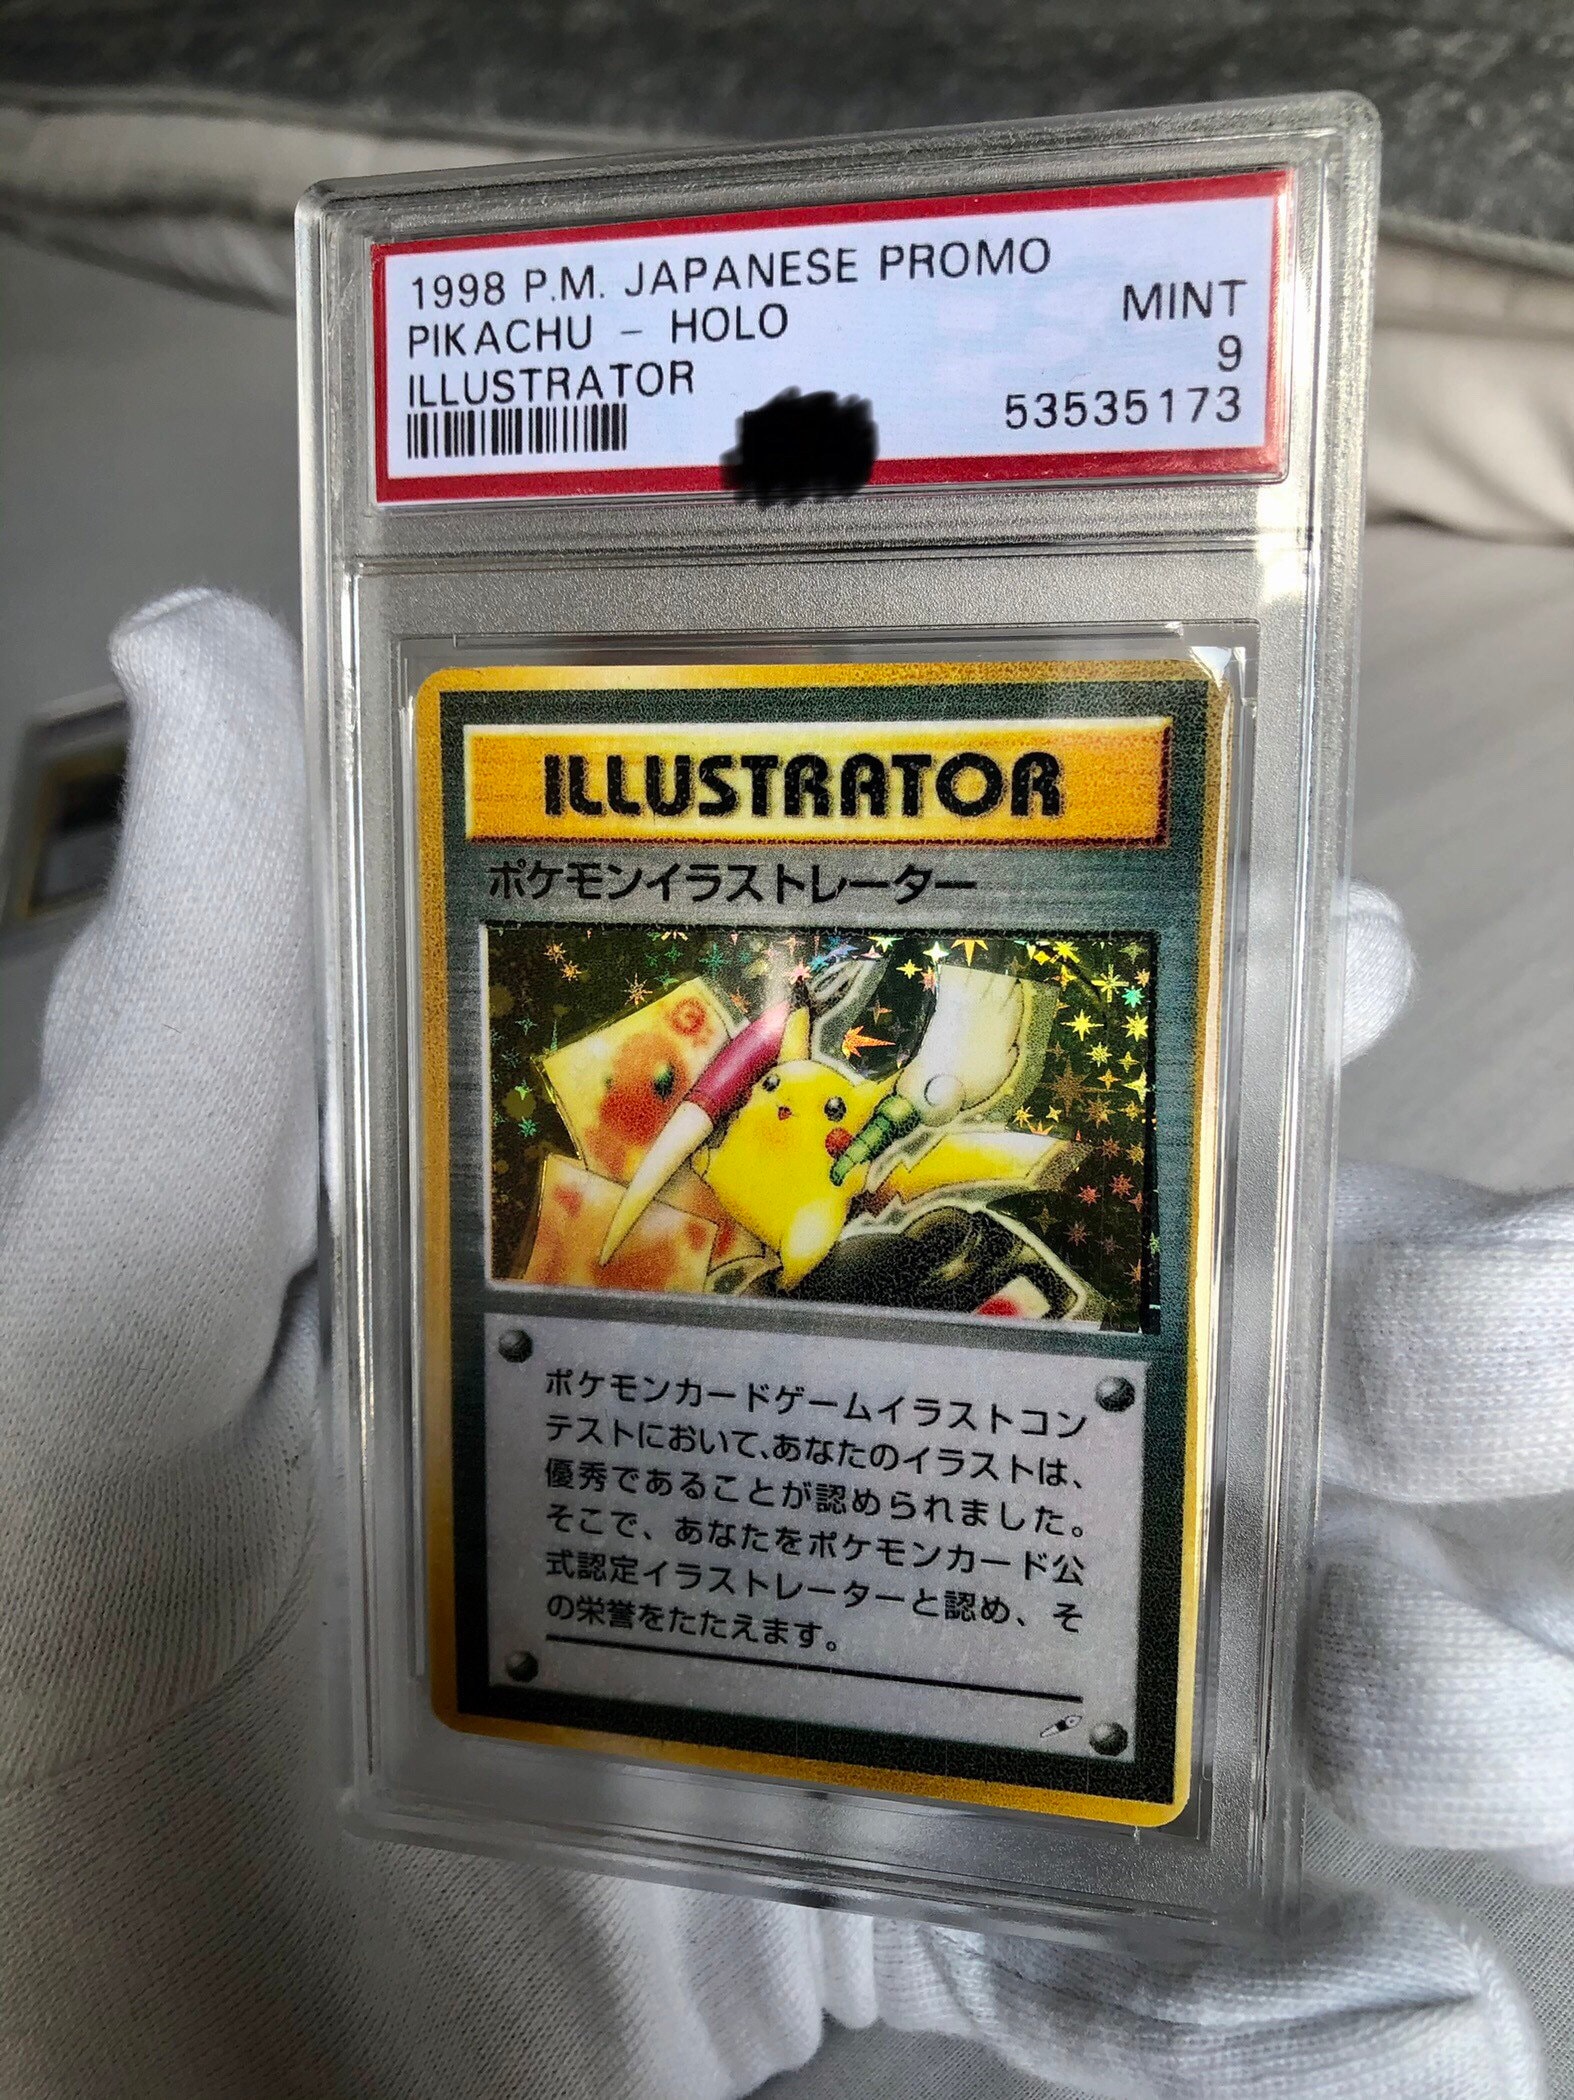 1998 P.M. JAPANESE PROMO
PIKACHU - HOLO
MINT
ILLUSTRATOR
9
53535173
ILLUSTRATOR
ポケモンイラストレーター
ポケモンカードゲームイラストコン
テストにおいて、あなたのイラストは、
優秀であることが認められました。
そこで、あなたをポケモンカード公
式認定イラストレーターと認め、そ
の栄誉をたたえます。